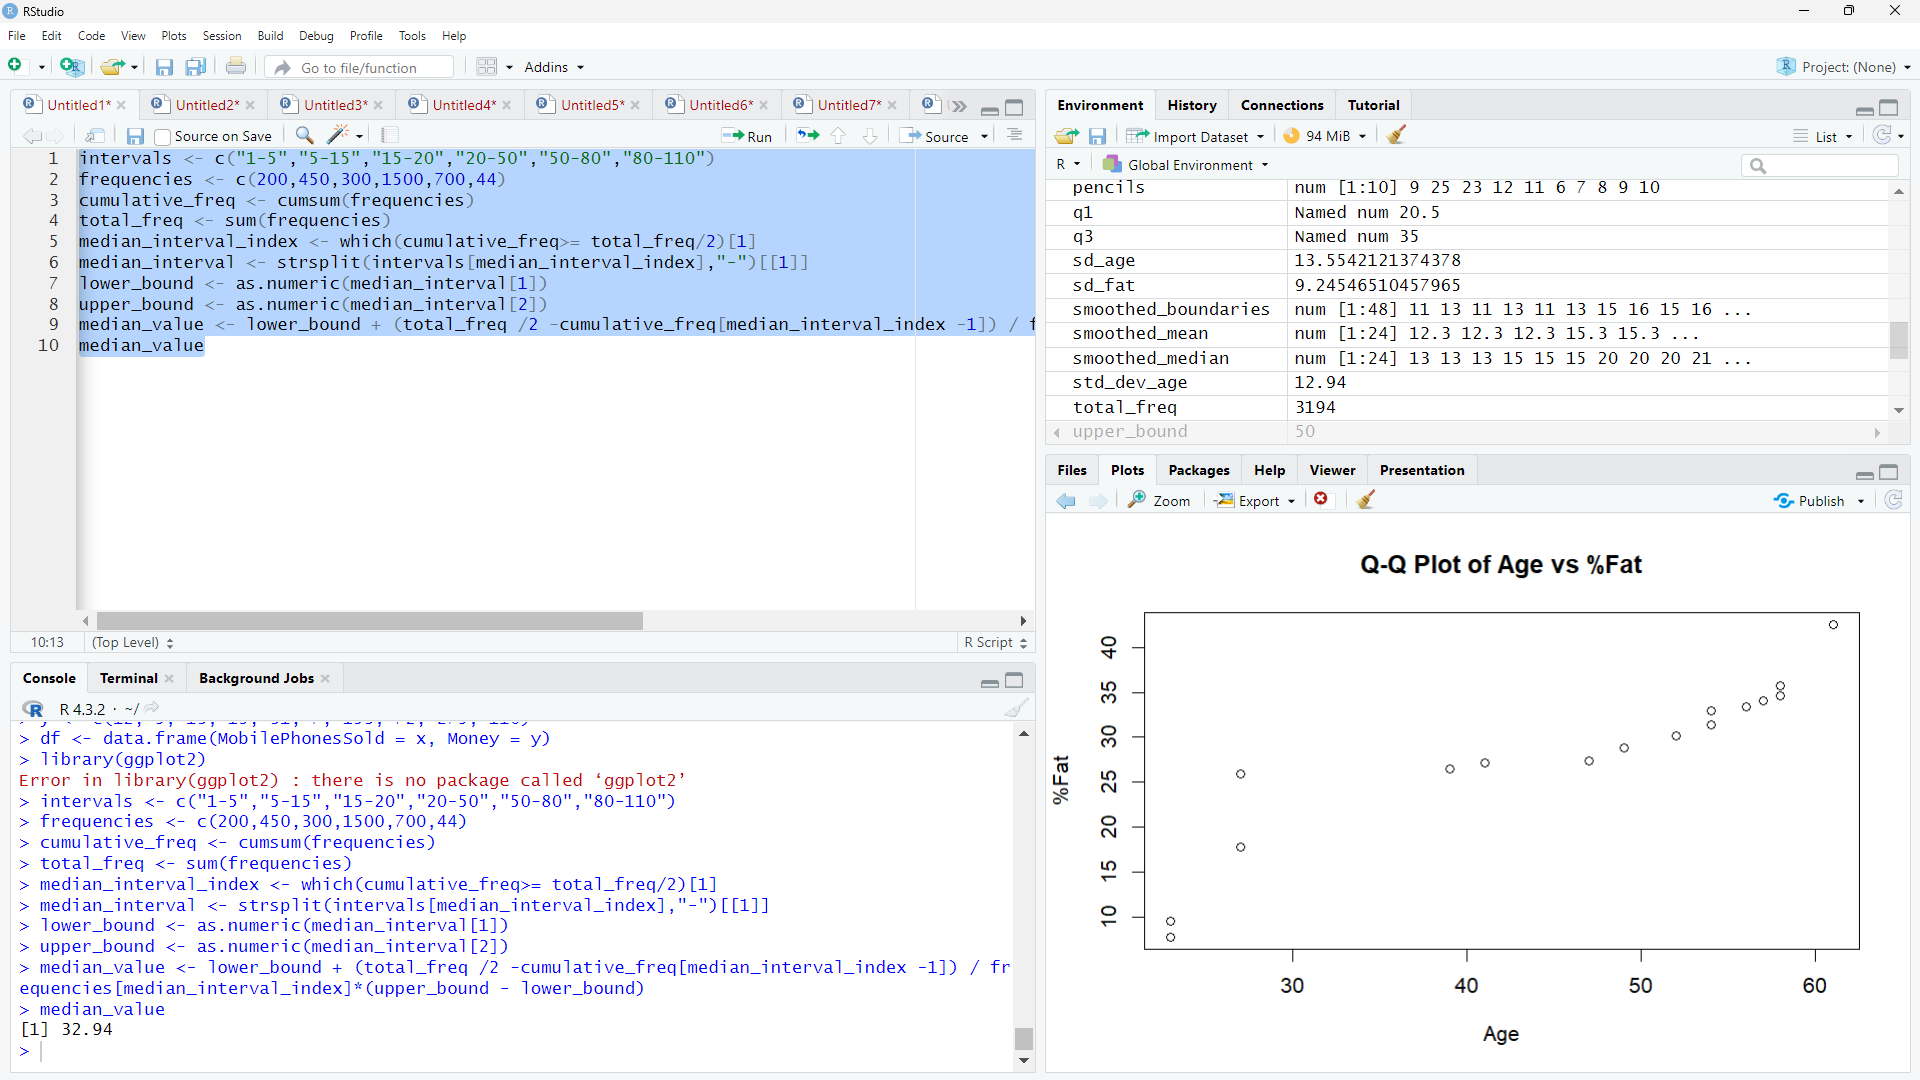 RStudio
File Edit Code View Plots Session Build Debug Profile Tools Help
Go to file/function Addins Project: (None)
Untitled1* Untitled2* Untitled3* Untitled4* Untitled5* Untitled6* Untitled7*
Source on Save Run Source
1 intervals <- c("1-5","5-15","15-20","20-50","50-80","80-110")
2 frequencies <- c(200,450,300,1500,700,44)
3 cumulative_freq <- cumsum(frequencies)
4 total_freq <- sum(frequencies)
5 median_interval_index <- which(cumulative_freq>= total_freq/2)[1]
6 median_interval <- strsplit(intervals[median_interval_index],"-")[[1]]
7 lower_bound <- as.numeric(median_interval[1])
8 upper_bound <- as.numeric(median_interval[2])
9 median_value <- lower_bound + (total_freq /2 -cumulative_freq[median_interval_index -1]) / f
10 median_value
10:13 (Top Level) R Script
Console Terminal Background Jobs
R 4.3.2 · ~/
> df <- data.frame(MobilePhonesSold = x, Money = y)
> library(ggplot2)
Error in library(ggplot2) : there is no package called ‘ggplot2’
> intervals <- c("1-5","5-15","15-20","20-50","50-80","80-110")
> frequencies <- c(200,450,300,1500,700,44)
> cumulative_freq <- cumsum(frequencies)
> total_freq <- sum(frequencies)
> median_interval_index <- which(cumulative_freq>= total_freq/2)[1]
> median_interval <- strsplit(intervals[median_interval_index],"-")[[1]]
> lower_bound <- as.numeric(median_interval[1])
> upper_bound <- as.numeric(median_interval[2])
> median_value <- lower_bound + (total_freq /2 -cumulative_freq[median_interval_index -1]) / fr
equencies[median_interval_index]*(upper_bound - lower_bound)
> median_value
[1] 32.94
>
Environment History Connections Tutorial
Import Dataset 94 MiB List
R Global Environment
pencils num [1:10] 9 25 23 12 11 6 7 8 9 10
q1 Named num 20.5
q3 Named num 35
sd_age 13.5542121374378
sd_fat 9.24546510457965
smoothed_boundaries num [1:48] 11 13 11 13 11 13 15 16 15 16 ...
smoothed_mean num [1:24] 12.3 12.3 12.3 15.3 15.3 ...
smoothed_median num [1:24] 13 13 13 15 15 15 20 20 20 21 ...
std_dev_age 12.94
total_freq 3194
upper_bound 50
Files Plots Packages Help Viewer Presentation
Zoom Export Publish
Q-Q Plot of Age vs %Fat
%Fat
40
35
30
25
20
15
10
30 40 50 60
Age